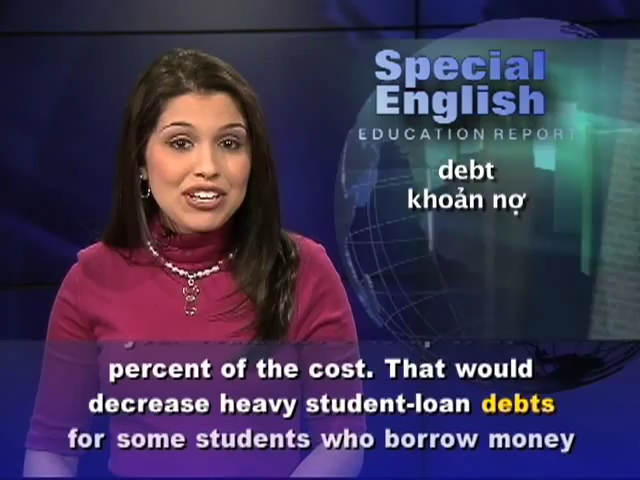 Special
English
EDUCATION REPORT
debt
khoản nợ
percent of the cost. That would
decrease heavy student-loan debts
for some students who borrow money